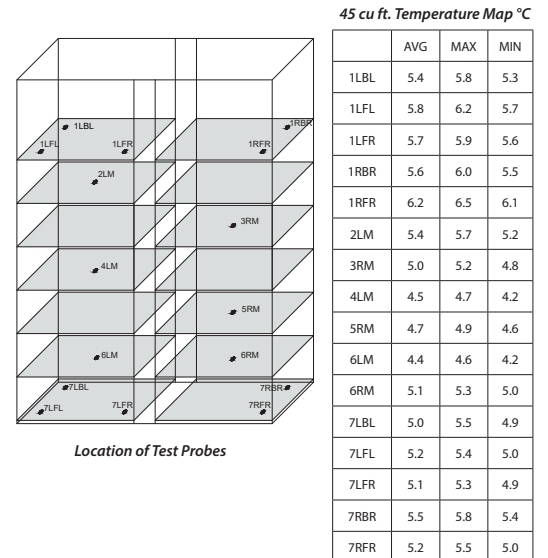 45 cu ft. Temperature Map °C
AVG MAX MIN
1LBL 5.4 5.8 5.3
1LFL 5.8 6.2 5.7
1LFR 5.7 5.9 5.6
1RBR 5.6 6.0 5.5
1RFR 6.2 6.5 6.1
2LM 5.4 5.7 5.2
3RM 5.0 5.2 4.8
4LM 4.5 4.7 4.2
5RM 4.7 4.9 4.6
6LM 4.4 4.6 4.2
6RM 5.1 5.3 5.0
7LBL 5.0 5.5 4.9
7LFL 5.2 5.4 5.0
7LFR 5.1 5.3 4.9
7RBR 5.5 5.8 5.4
7RFR 5.2 5.5 5.0
1LBL 1RBR
1LFL 1LFR 1RFR
2LM
3RM
4LM
5RM
6LM 6RM
7LBL 7RBR
7LFL 7LFR 7RFR
Location of Test Probes